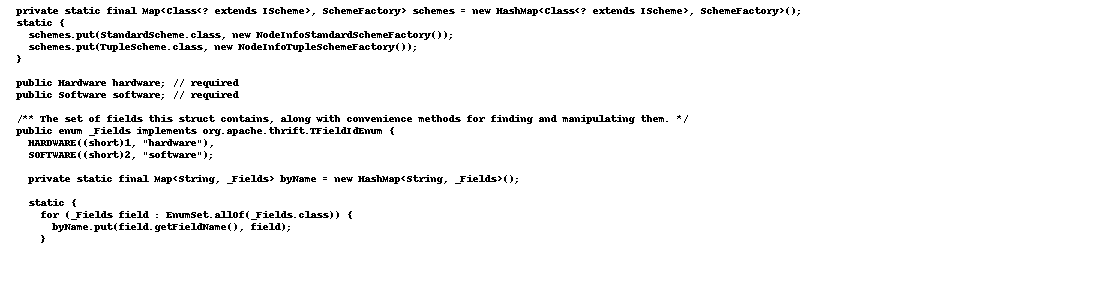 private static final Map<Class<? extends IScheme>, SchemeFactory> schemes = new HashMap<Class<? extends IScheme>, SchemeFactory>();
static {
  schemes.put(StandardScheme.class, new NodeInfoStandardSchemeFactory());
  schemes.put(TupleScheme.class, new NodeInfoTupleSchemeFactory());
}

public Hardware hardware; // required
public Software software; // required

/** The set of fields this struct contains, along with convenience methods for finding and manipulating them. */
public enum _Fields implements org.apache.thrift.TFieldIdEnum {
  HARDWARE((short)1, "hardware"),
  SOFTWARE((short)2, "software");

  private static final Map<String, _Fields> byName = new HashMap<String, _Fields>();

  static {
    for (_Fields field : EnumSet.allOf(_Fields.class)) {
      byName.put(field.getFieldName(), field);
    }